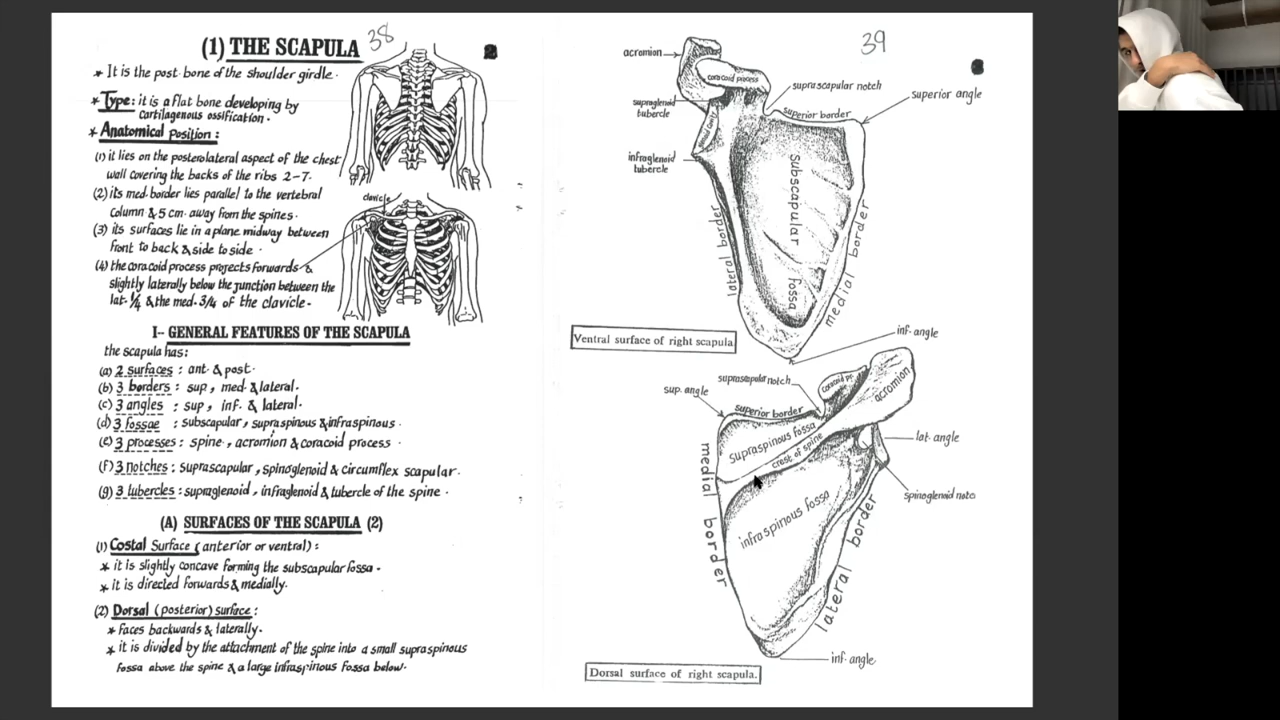 38
(1) THE SCAPULA
* It is the post. bone of the shoulder girdle.
* Type: it is a flat bone developing by
cartilagenous ossification.
* Anatomical position:
(1) it lies on the posterolateral aspect of the chest
wall covering the backs of the ribs 2-7.
(2) its med. border lies parallel to the vertebral
column & 5 cm. away from the spines.
(3) its surfaces lie in a plane midway between
front to back & side to side.
(4) the coracoid process projects forwards &
slightly laterally below the junction between the
lat. 1/4 & the med. 3/4 of the clavicle.
clavicle
I-- GENERAL FEATURES OF THE SCAPULA
the scapula has:
(a) 2 surfaces : ant. & post.
(b) 3 borders : sup, med. & lateral.
(c) 3 angles : sup, inf. & lateral.
(d) 3 fossae : subscapular, supraspinous & infraspinous.
(e) 3 processes : spine, acromion & coracoid process.
(f) 3 notches : suprascapular, spinoglenoid & circumflex scapular.
(g) 3 tubercles : supraglenoid, infraglenoid & tubercle of the spine.
(A) SURFACES OF THE SCAPULA (2)
(1) Costal Surface (anterior or ventral) :
* it is slightly concave forming the subscapular fossa.
* it is directed forwards & medially.
(2) Dorsal (posterior) surface :
* faces backwards & laterally.
* it is divided by the attachment of the spine into a small supraspinous
fossa above the spine & a large infraspinous fossa below.
39
acromion
coracoid process
suprascapular notch
superior angle
supraglenoid
tubercle
superior border
infraglenoid
tubercle
Subscapular fossa
lateral border
medial border
Ventral surface of right scapula
inf. angle
suprascapular notch
coracoid pr.
acromion
sup. angle
superior border
supraspinous fossa
crest of spine
lat. angle
spinoglenoid notc
medial border
infraspinous fossa
lateral border
inf. angle
Dorsal surface of right scapula.